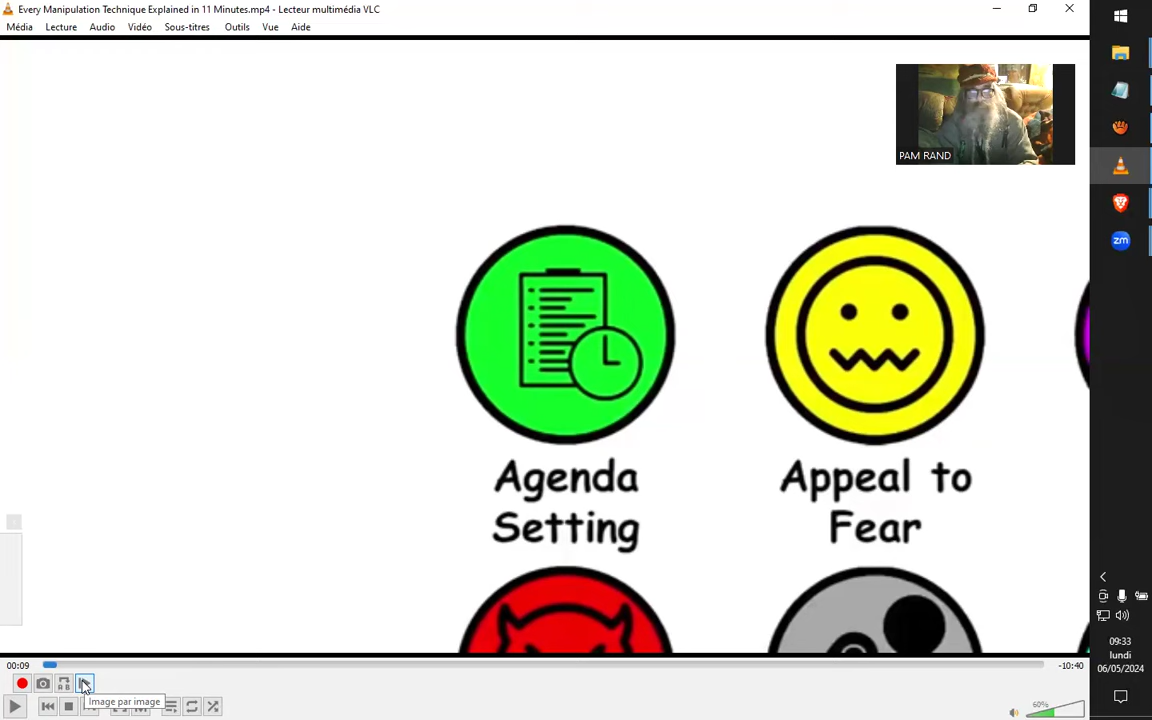 Every Manipulation Technique Explained in 11 Minutes.mp4 - Lecteur multimédia VLC
Média Lecture Audio Vidéo Sous-titres Outils Vue Aide
PAM RAND
Agenda
Setting
Appeal to
Fear
zm
00:09
-10:40
A B
Image par image
60%
09:33
lundi
06/05/2024